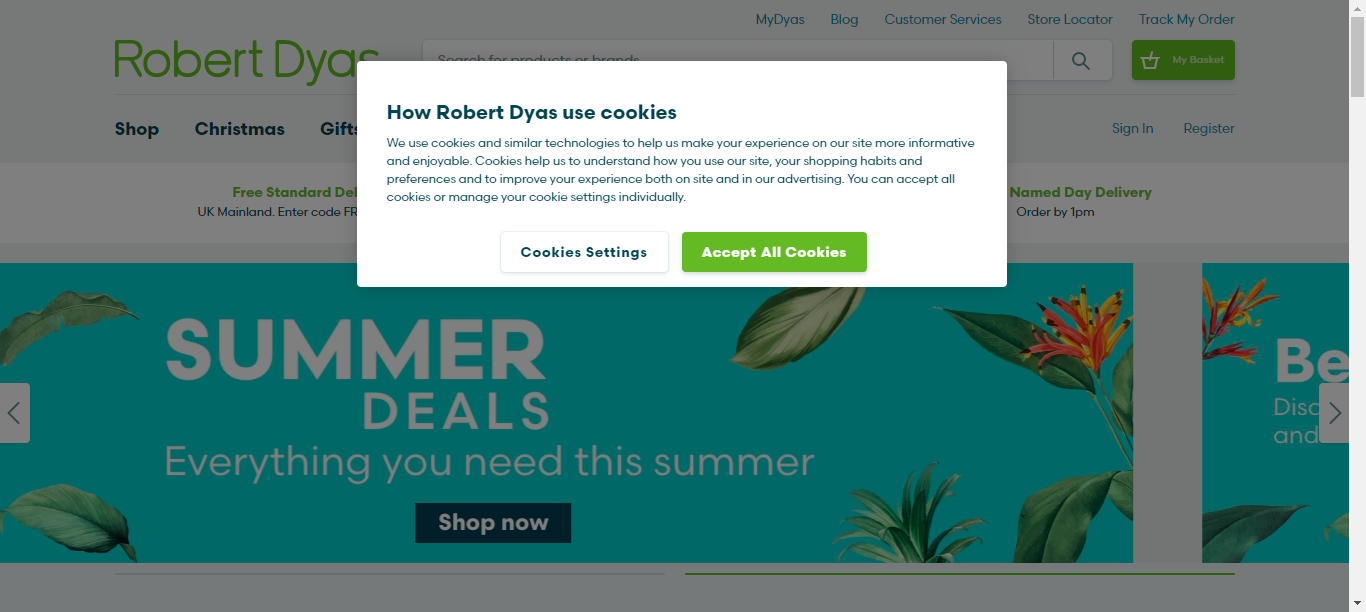 MyDyas Blog Customer Services Store Locator Track My Order
Robert Dyas
Search for products or brands
My Basket
Shop Christmas Gifts
Sign In Register
How Robert Dyas use cookies
We use cookies and similar technologies to help us make your experience on our site more informative
and enjoyable. Cookies help us to understand how you use our site, your shopping habits and
preferences and to improve your experience both on site and in our advertising. You can accept all
cookies or manage your cookie settings individually.
Cookies Settings Accept All Cookies
Free Standard Del
UK Mainland. Enter code FR
Named Day Delivery
Order by 1pm
SUMMER
DEALS
Everything you need this summer
Shop now
Be
Disc
and